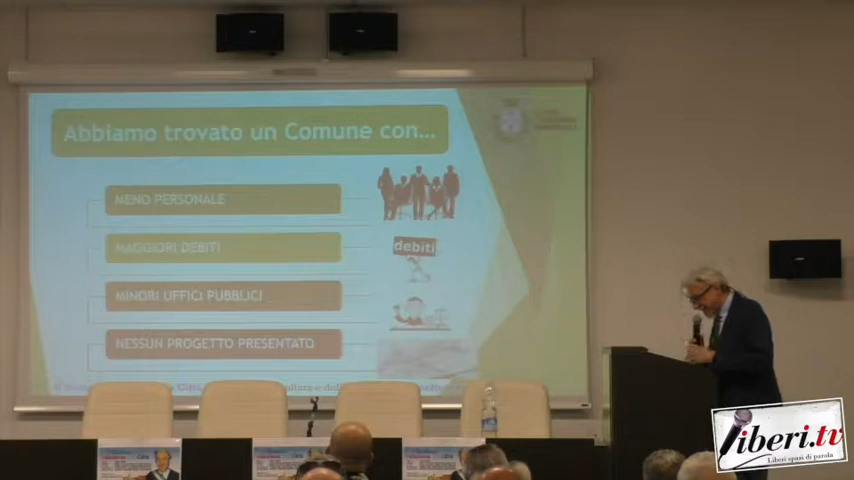 Abbiamo trovato un Comune con...
MENO PERSONALE
MAGGIORI DEBITI
debiti
MINORI UFFICI PUBBLICI
NESSUN PROGETTO PRESENTATO
liberi.tv
Liberi spazi di parola